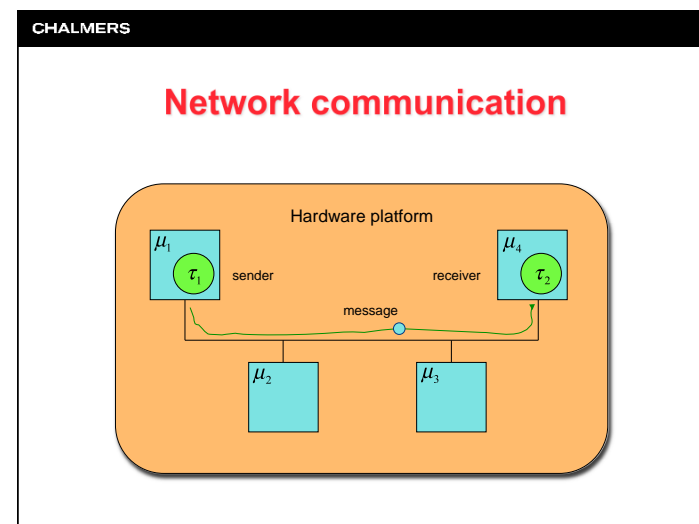 CHALMERS
Network communication
Hardware platform
μ₁
μ₄
τ₁
sender
receiver
τ₂
message
μ₂
μ₃